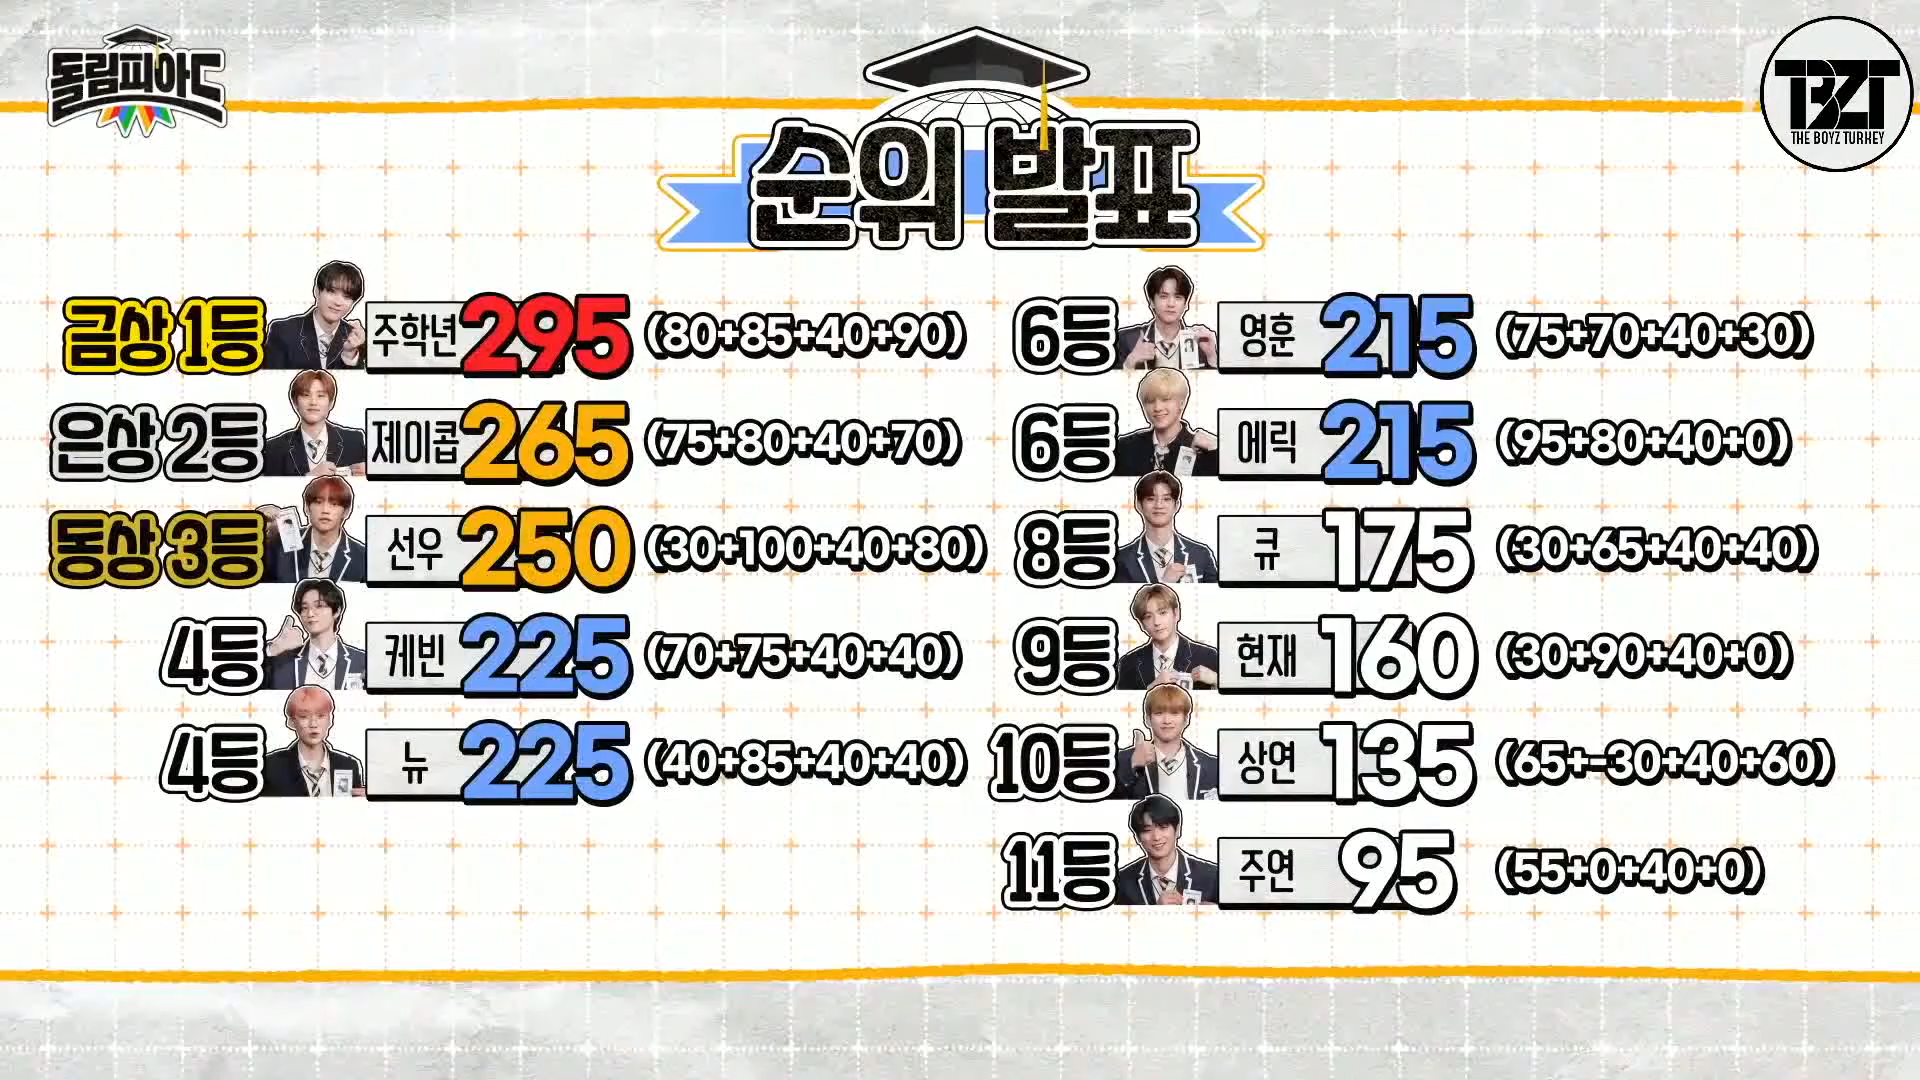 돌림피아드
TBZT
THE BOYZ TURKEY
순위 발표
금상 1등 주학년 295 (80+85+40+90)
은상 2등 제이콥 265 (75+80+40+70)
동상 3등 선우 250 (30+100+40+80)
4등 케빈 225 (70+75+40+40)
4등 뉴 225 (40+85+40+40)
6등 영훈 215 (75+70+40+30)
6등 에릭 215 (95+80+40+0)
8등 큐 175 (30+65+40+40)
9등 현재 160 (30+90+40+0)
10등 상연 135 (65+-30+40+60)
11등 주연 95 (55+0+40+0)